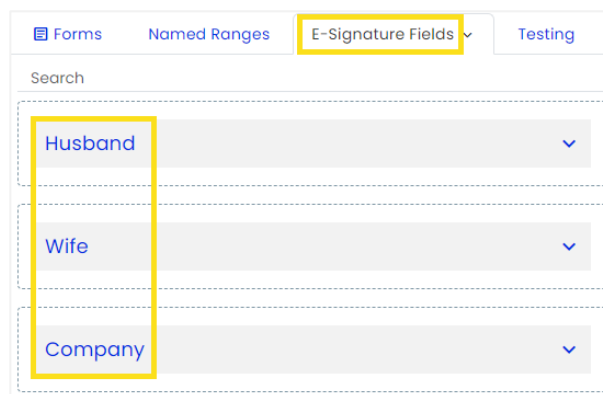 Forms Named Ranges E-Signature Fields Testing
Search
Husband
Wife
Company